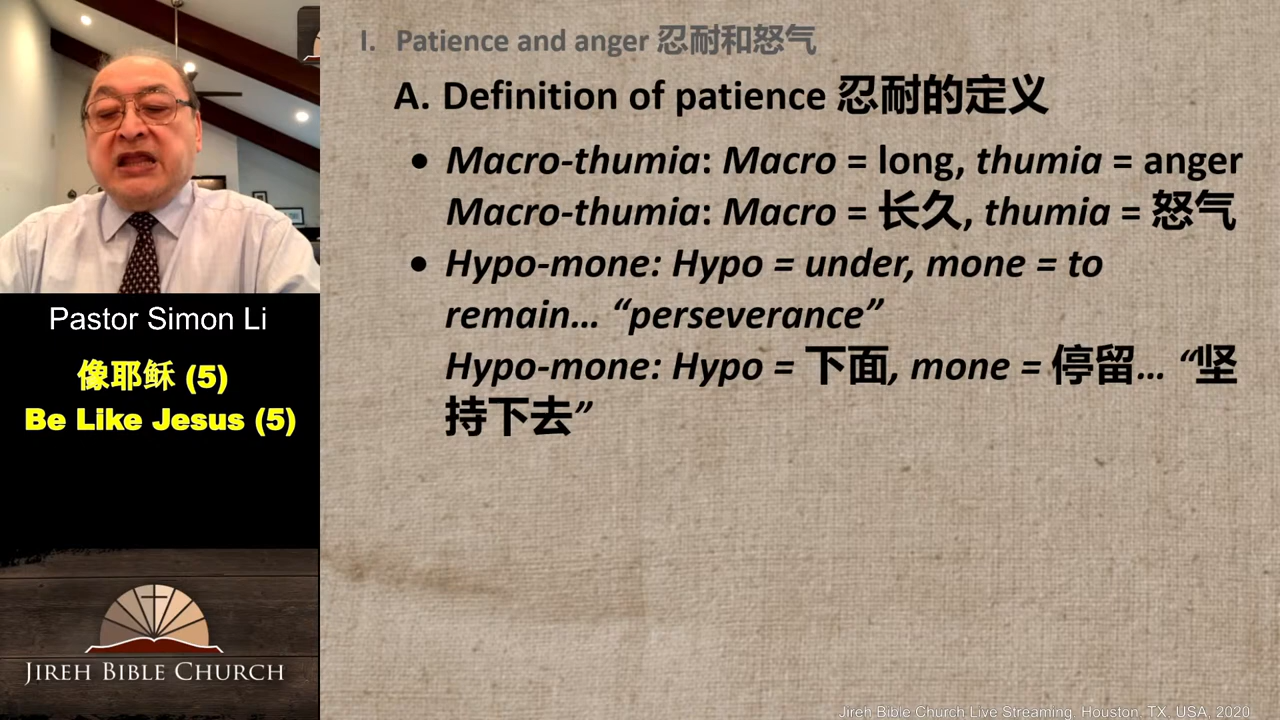 I. Patience and anger 忍耐和怒气
A. Definition of patience 忍耐的定义
• Macro-thumia: Macro = long, thumia = anger
Macro-thumia: Macro = 长久, thumia = 怒气
• Hypo-mone: Hypo = under, mone = to
remain… “perseverance”
Hypo-mone: Hypo = 下面, mone = 停留… “坚
持下去”
Pastor Simon Li
像耶稣 (5)
Be Like Jesus (5)
JIREH BIBLE CHURCH
Jireh Bible Church Live Streaming, Houston, TX, USA, 2020